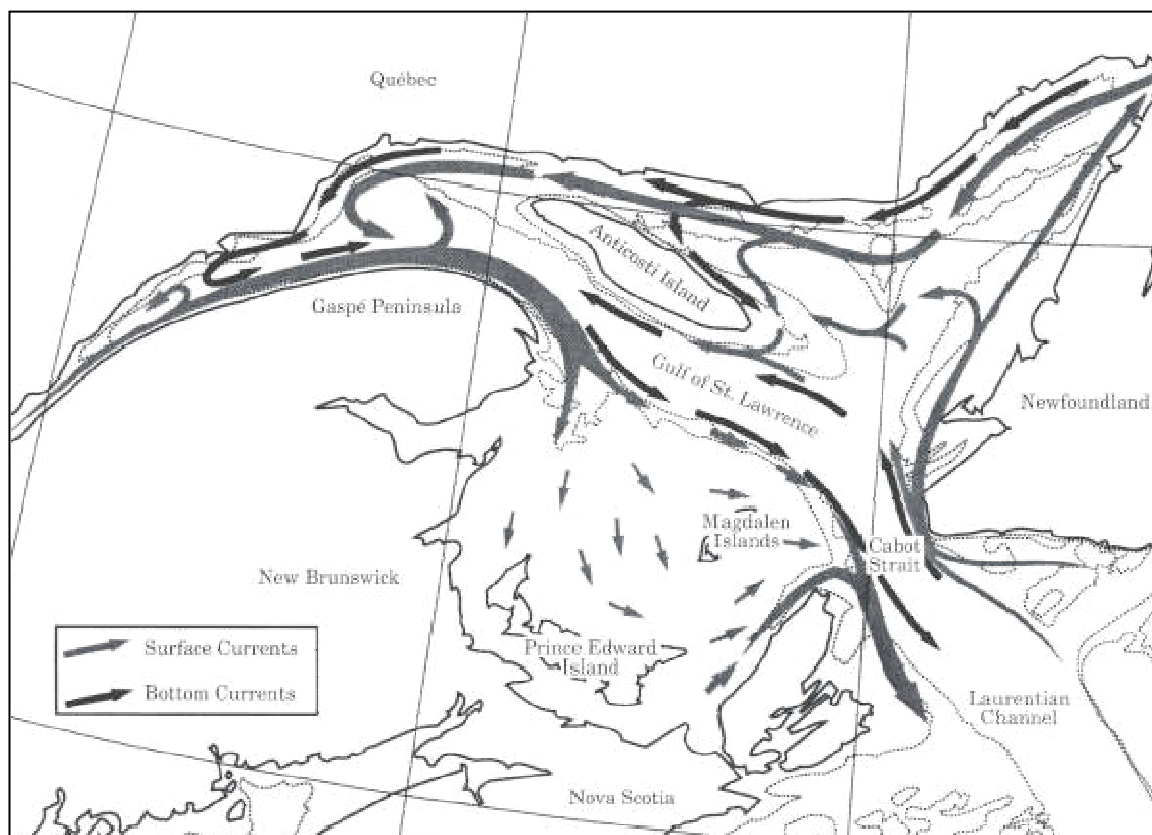 Québec
Anticosti Island
Gaspé Peninsula
Gulf of St. Lawrence
Newfoundland
Magdalen
Islands
Cabot
Strait
New Brunswick
Surface Currents
Bottom Currents
Prince Edward
Island
Laurentian
Channel
Nova Scotia